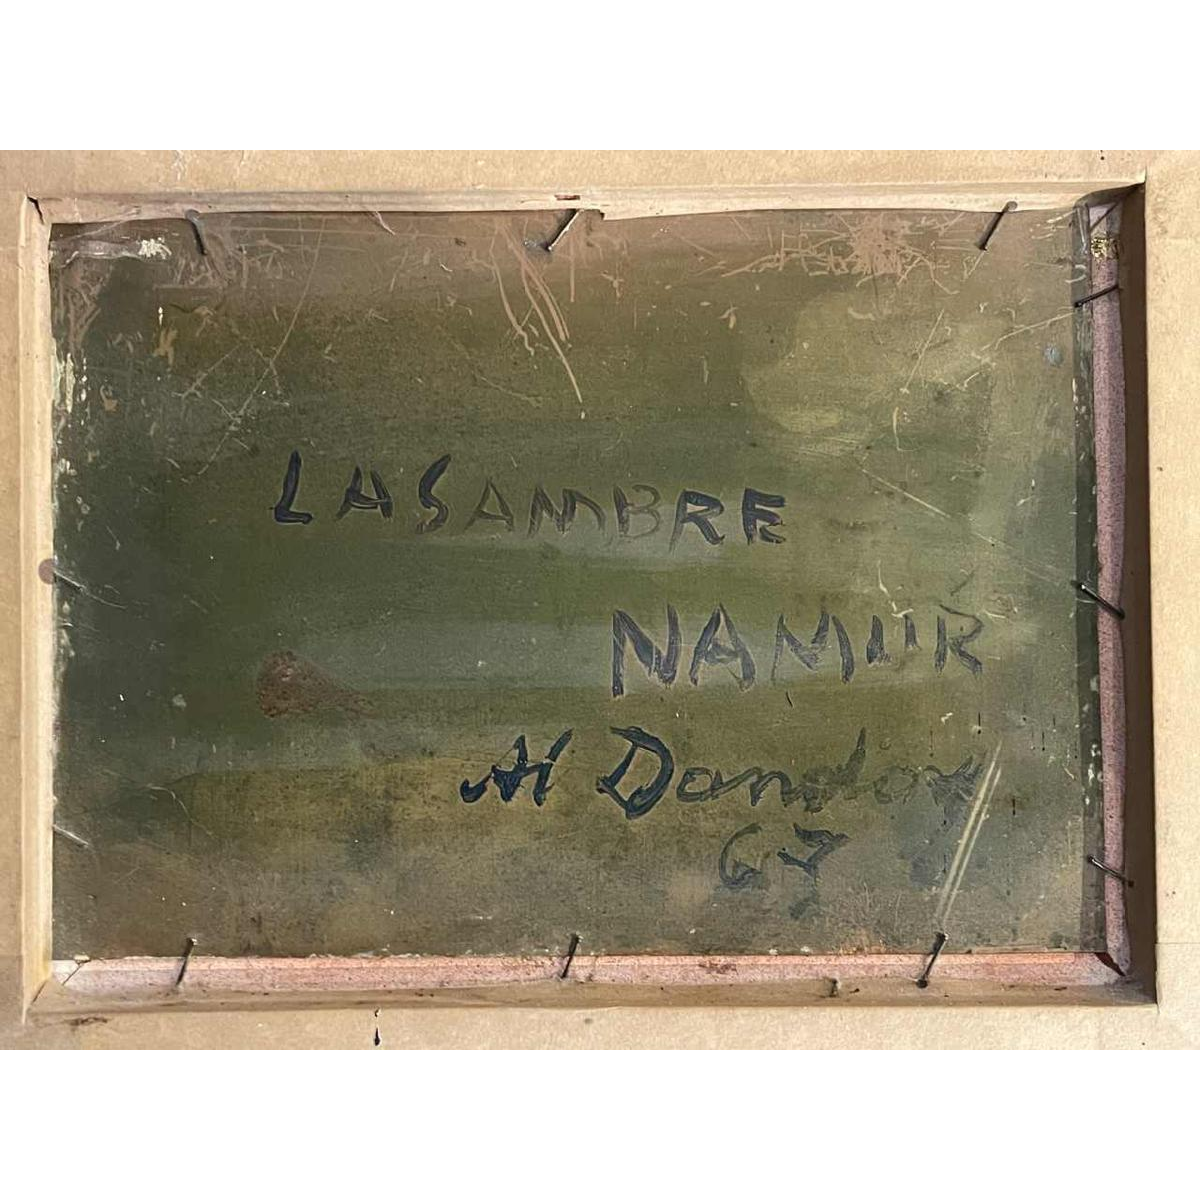 LA SAMBRE
NAMUR
Al Dandoy
67